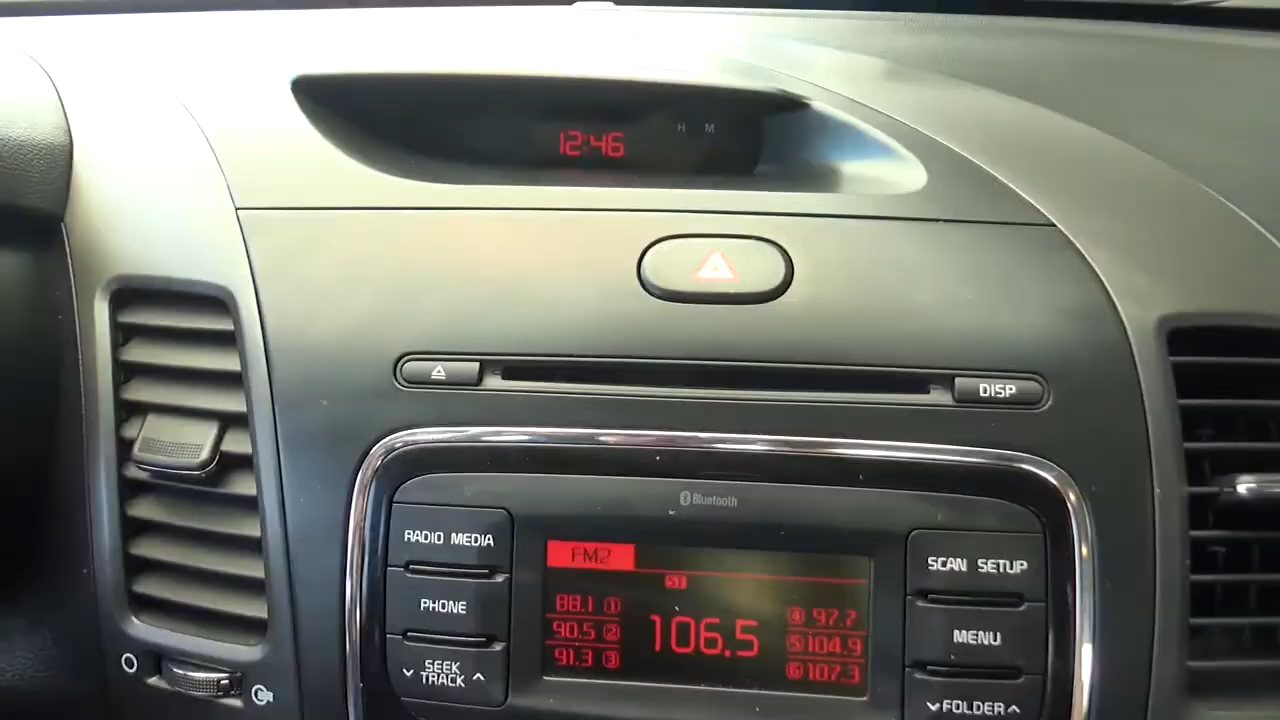 H M
12:46
DISP
Bluetooth
RADIO MEDIA
PHONE
SEEK
TRACK
FM2
88.1 1
90.5 2
91.3 3
106.5
4 97.7
5 104.9
6 107.3
SCAN SETUP
MENU
FOLDER